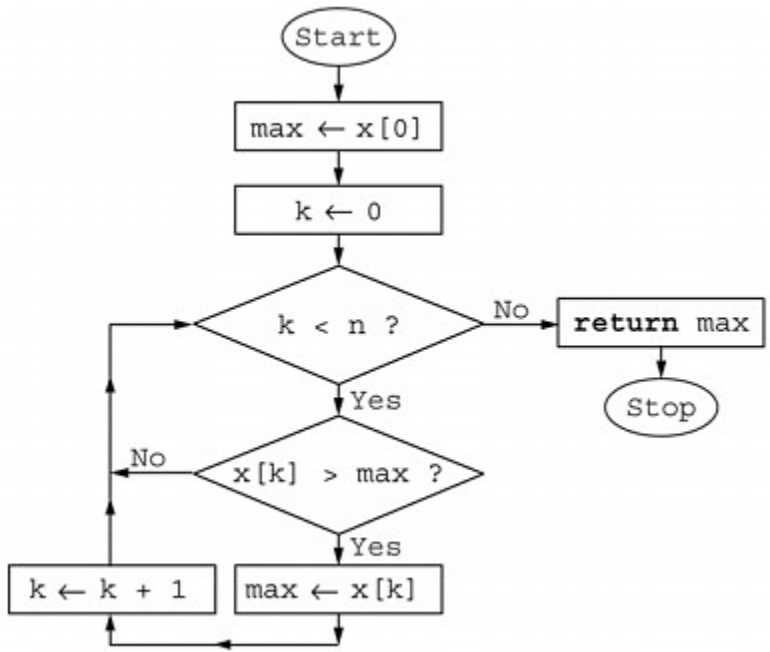 Start
max ← x[0]
k ← 0
k < n ?
No
return max
Yes
Stop
No
x[k] > max ?
Yes
k ← k + 1
max ← x[k]